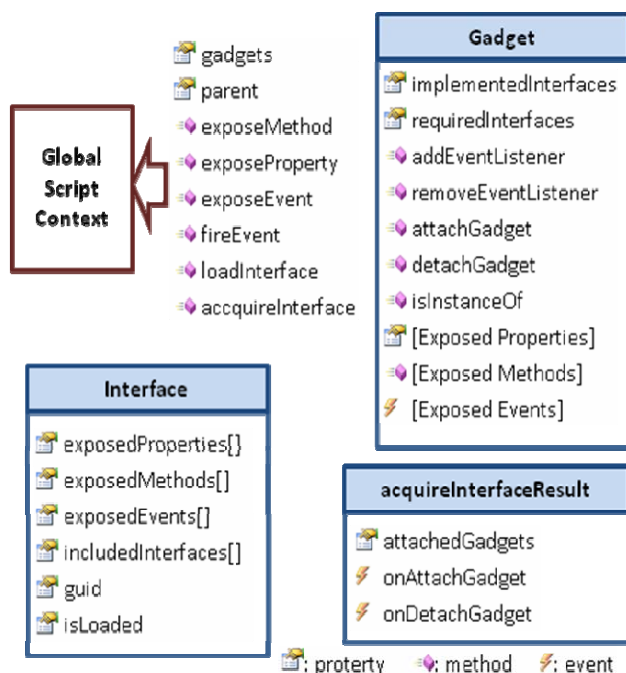 Global
Script
Context
gadgets
parent
exposeMethod
exposeProperty
exposeEvent
fireEvent
loadInterface
accquireInterface
Gadget
implementedInterfaces
requiredInterfaces
addEventListener
removeEventListener
attachGadget
detachGadget
isInstanceOf
[Exposed Properties]
[Exposed Methods]
[Exposed Events]
Interface
exposedProperties[}
exposedMethods[]
exposedEvents[]
includedInterfaces[]
guid
isLoaded
acquireInterfaceResult
attachedGadgets
onAttachGadget
onDetachGadget
: proterty : method : event